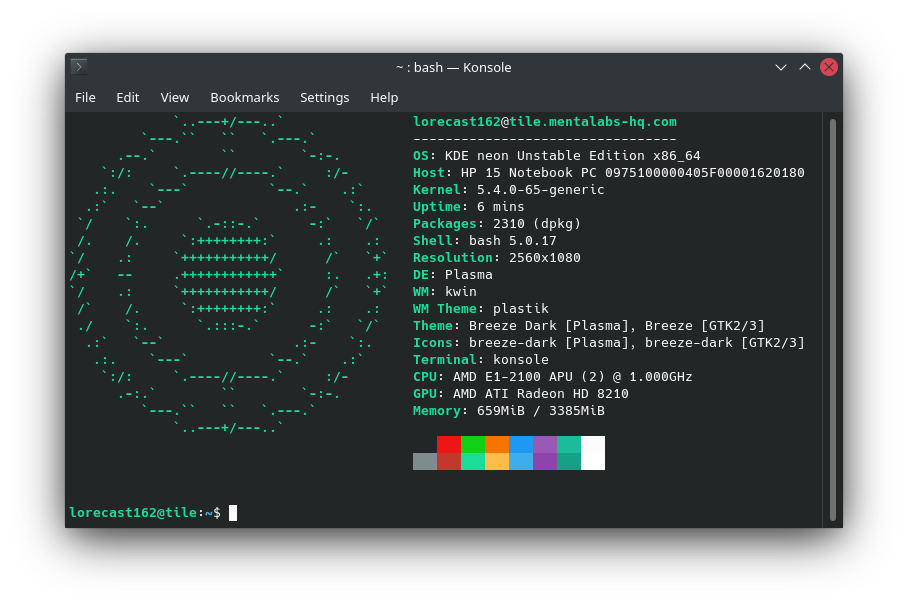 ~ : bash — Konsole
File Edit View Bookmarks Settings Help
lorecast162@tile.mentalabs-hq.com
---------------------------------
OS: KDE neon Unstable Edition x86_64
Host: HP 15 Notebook PC 0975100000405F00001620180
Kernel: 5.4.0-65-generic
Uptime: 6 mins
Packages: 2310 (dpkg)
Shell: bash 5.0.17
Resolution: 2560x1080
DE: Plasma
WM: kwin
WM Theme: plastik
Theme: Breeze Dark [Plasma], Breeze [GTK2/3]
Icons: breeze-dark [Plasma], breeze-dark [GTK2/3]
Terminal: konsole
CPU: AMD E1-2100 APU (2) @ 1.000GHz
GPU: AMD ATI Radeon HD 8210
Memory: 659MiB / 3385MiB
lorecast162@tile:~$